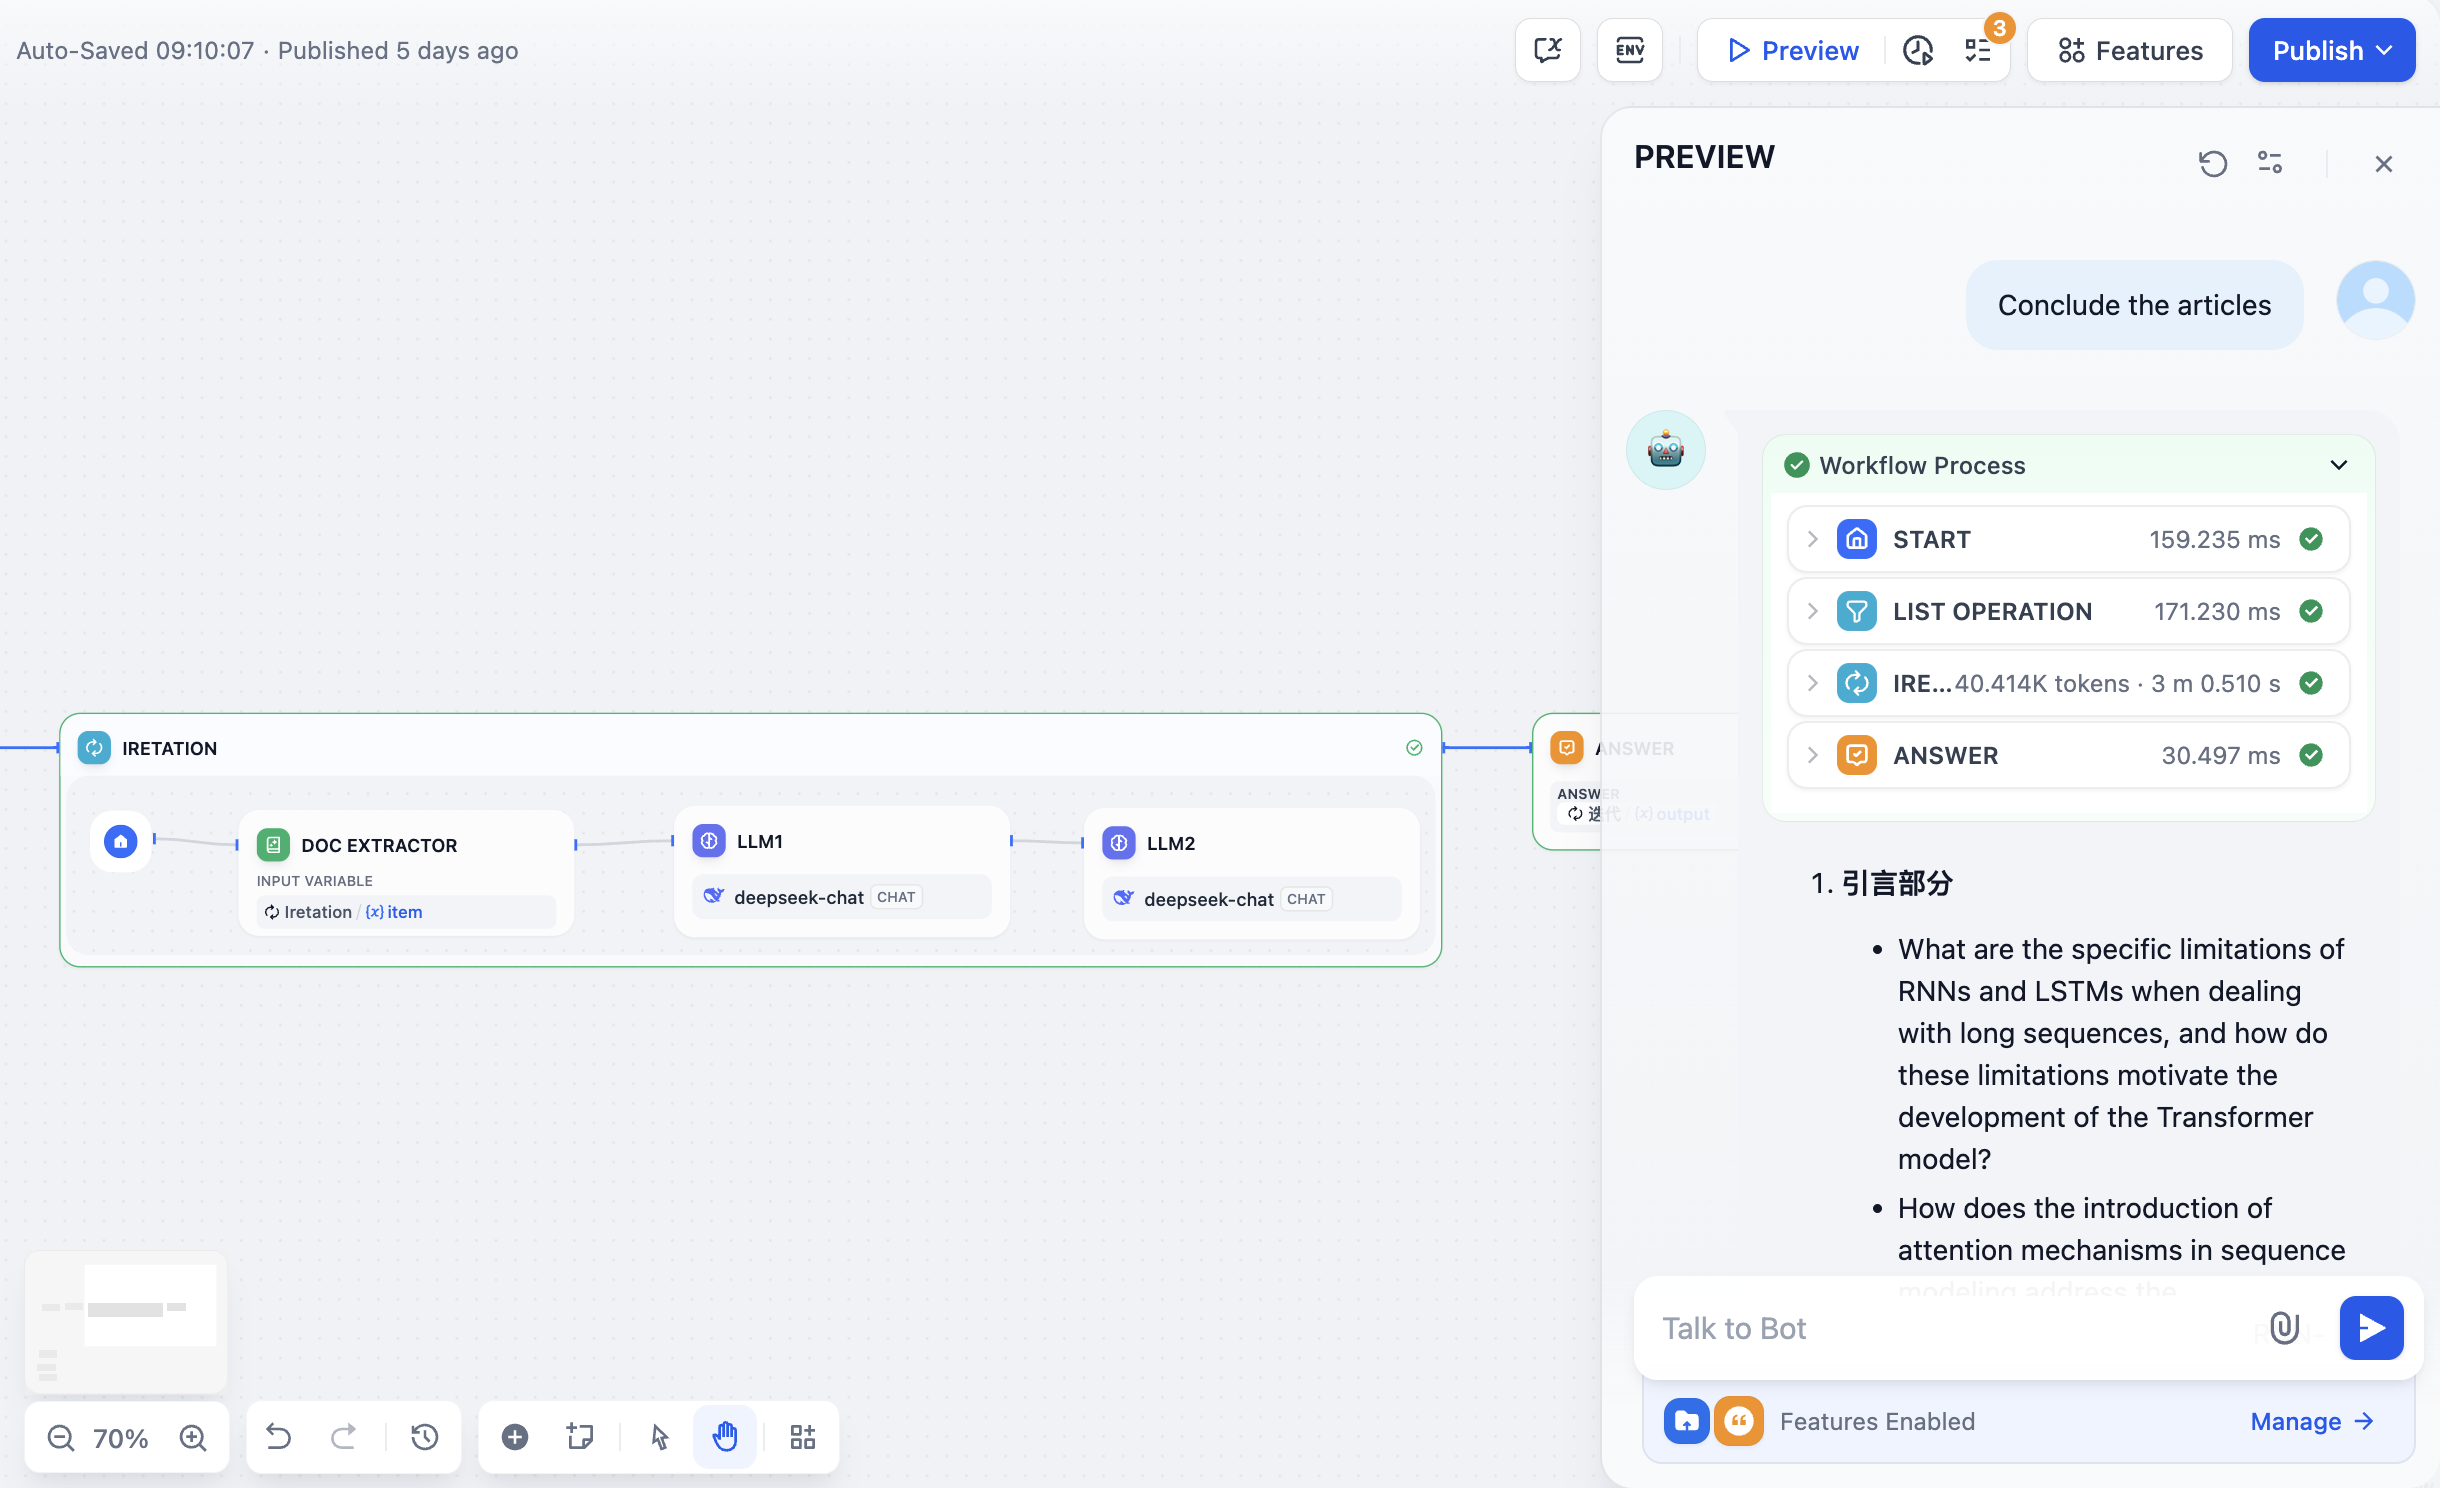 Auto-Saved 09:10:07 · Published 5 days ago
ENV
Preview
3
Features
Publish
PREVIEW
Conclude the articles
Workflow Process
START 159.235 ms
LIST OPERATION 171.230 ms
IRE... 40.414K tokens · 3 m 0.510 s
ANSWER 30.497 ms
IRETATION
DOC EXTRACTOR
INPUT VARIABLE
Iretation / {x} item
LLM1
deepseek-chat CHAT
LLM2
deepseek-chat CHAT
ANSWER
ANSWER
迭代 {x} output
1. 引言部分
• What are the specific limitations of
RNNs and LSTMs when dealing
with long sequences, and how do
these limitations motivate the
development of the Transformer
model?
• How does the introduction of
attention mechanisms in sequence
modeling address the
Talk to Bot
Features Enabled
Manage →
70%